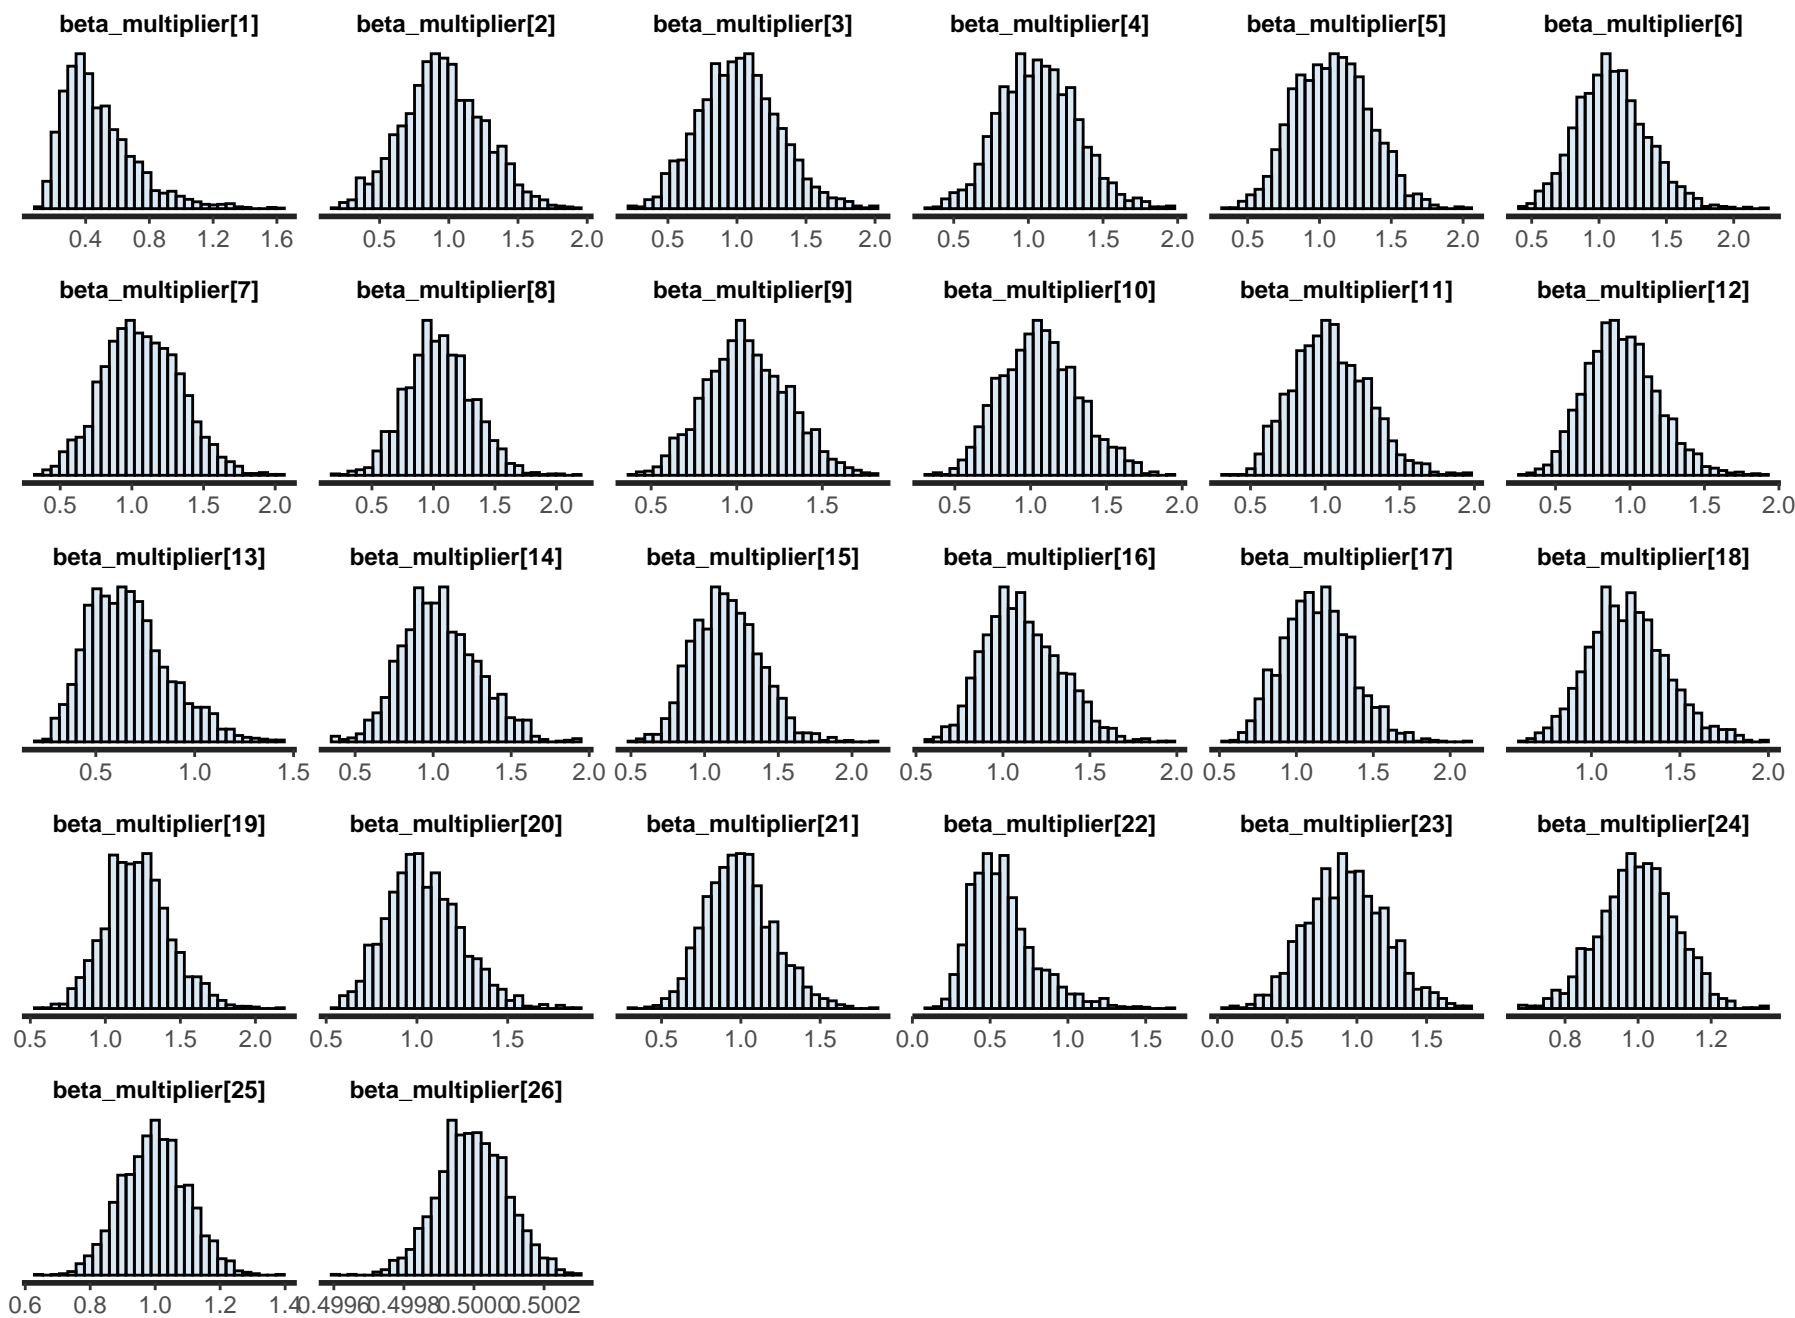 beta_multiplier[1] beta_multiplier[2] beta_multiplier[3] beta_multiplier[4] beta_multiplier[5] beta_multiplier[6]
0.4 0.8 1.2 1.6 0.5 1.0 1.5 2.0 0.5 1.0 1.5 2.0 0.5 1.0 1.5 2.0 0.5 1.0 1.5 2.0 0.5 1.0 1.5 2.0
beta_multiplier[7] beta_multiplier[8] beta_multiplier[9] beta_multiplier[10] beta_multiplier[11] beta_multiplier[12]
0.5 1.0 1.5 2.0 0.5 1.0 1.5 2.0 0.5 1.0 1.5 0.5 1.0 1.5 2.0 0.5 1.0 1.5 2.0 0.5 1.0 1.5 2.0
beta_multiplier[13] beta_multiplier[14] beta_multiplier[15] beta_multiplier[16] beta_multiplier[17] beta_multiplier[18]
0.5 1.0 1.5 0.5 1.0 1.5 2.0 0.5 1.0 1.5 2.0 0.5 1.0 1.5 2.0 0.5 1.0 1.5 2.0 1.0 1.5 2.0
beta_multiplier[19] beta_multiplier[20] beta_multiplier[21] beta_multiplier[22] beta_multiplier[23] beta_multiplier[24]
0.5 1.0 1.5 2.0 0.5 1.0 1.5 0.5 1.0 1.5 0.0 0.5 1.0 1.5 0.0 0.5 1.0 1.5 0.8 1.0 1.2
beta_multiplier[25] beta_multiplier[26]
0.6 0.8 1.0 1.2 1.4 0.4996 0.4998 0.5000 0.5002